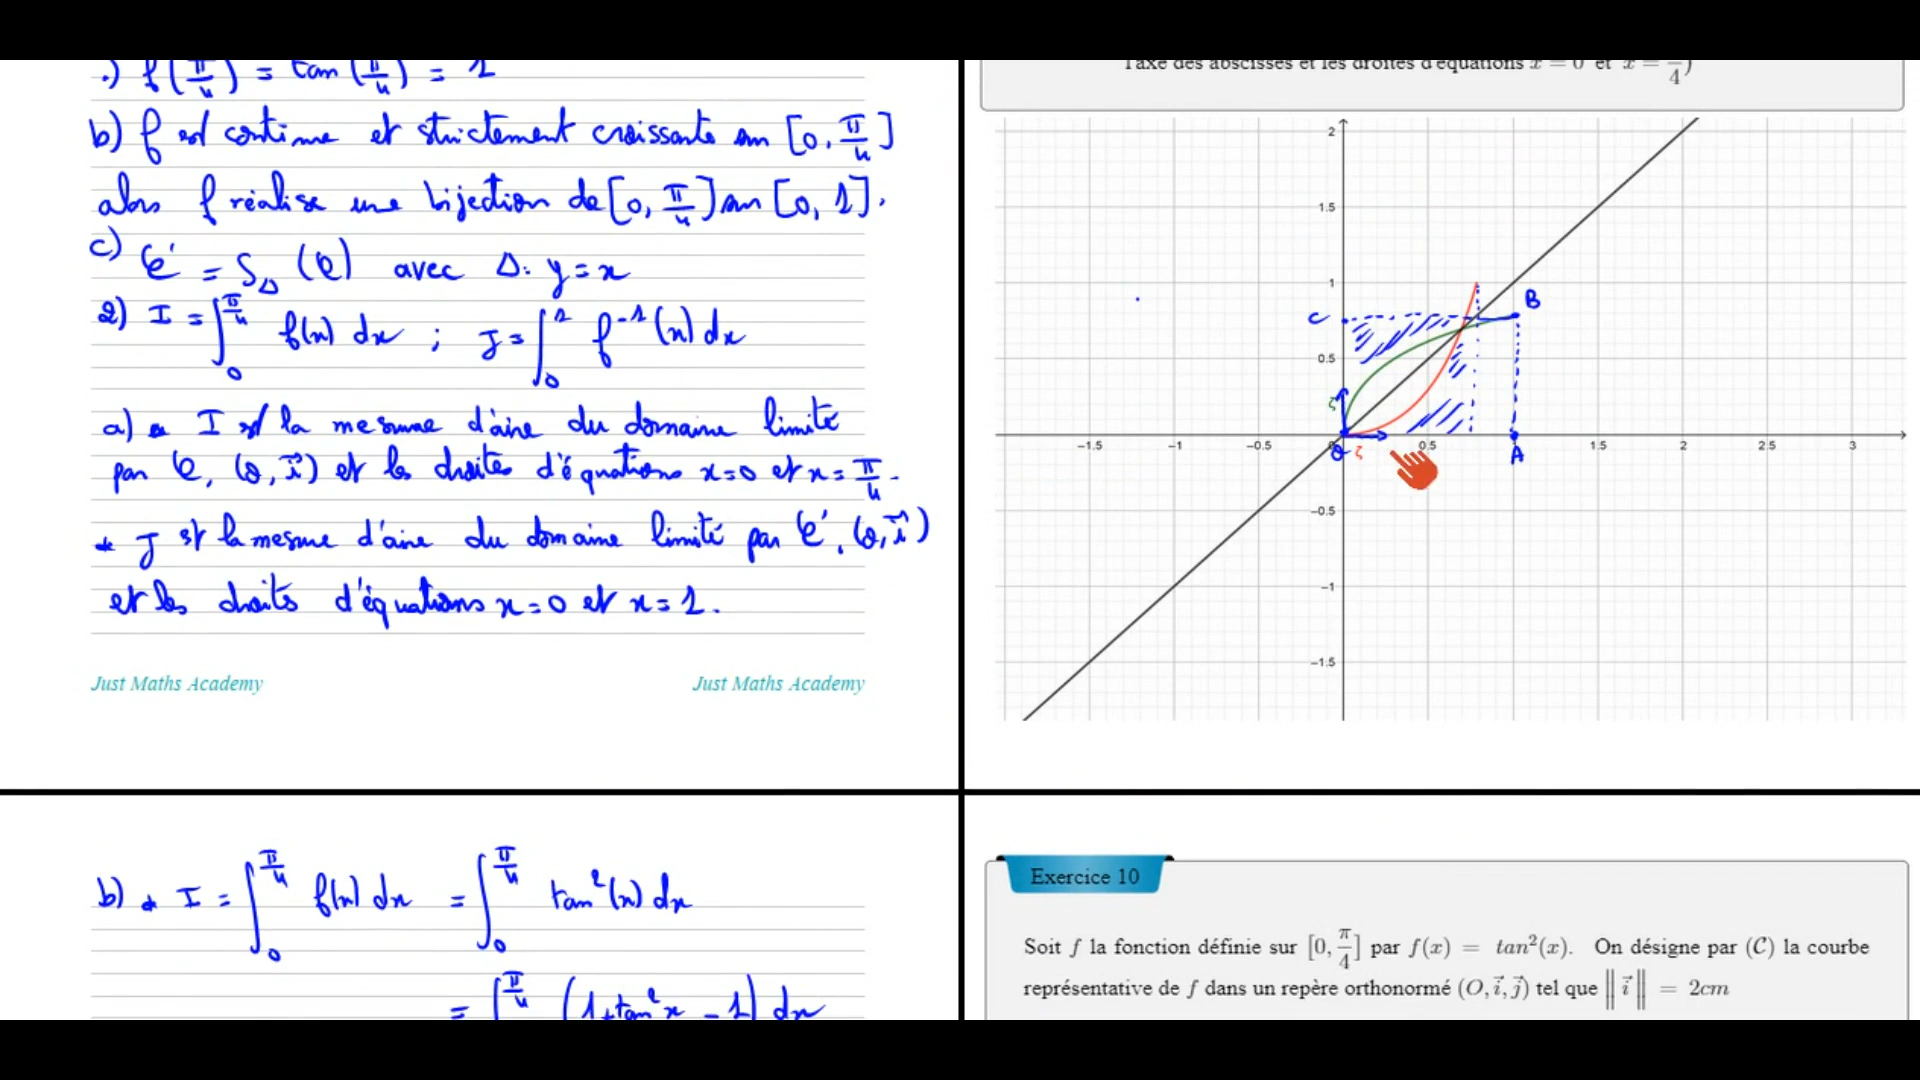 .) f(π/4) = tan²(π/4) = 1
b) f est continue et strictement croissante sur [0, π/4]
alors f réalise une bijection de [0, π/4] sur [0, 1].
c) 𝒞' = S_Δ (𝒞) avec Δ: y = x
2) I = ∫₀^{π/4} f(x) dx ; J = ∫₀^1 f⁻¹(x) dx
a) * I est la mesure d'aire du domaine limité
par 𝒞, (O, i⃗) et les droites d'équations x=0 et x = π/4.
* J est la mesure d'aire du domaine limité par 𝒞', (O, i⃗)
et les droites d'équations x=0 et x=1.
Just Maths Academy Just Maths Academy
b) * I = ∫₀^{π/4} f(x) dx = ∫₀^{π/4} tan²(x) dx
= ∫^{π/4} (1+tan²x - 1) dx
l'axe des abscisses et les droites d'équations x = 0 et x = π/4)
2
1.5
1
C B
0.5
-1.5 -1 -0.5 0 0.5 1.5 2 2.5 3
O A
-0.5
-1
-1.5
Exercice 10
Soit f la fonction définie sur [0, π/4] par f(x) = tan²(x). On désigne par (𝒞) la courbe
représentative de f dans un repère orthonormé (O, i⃗, j⃗) tel que ‖ i⃗ ‖ = 2cm